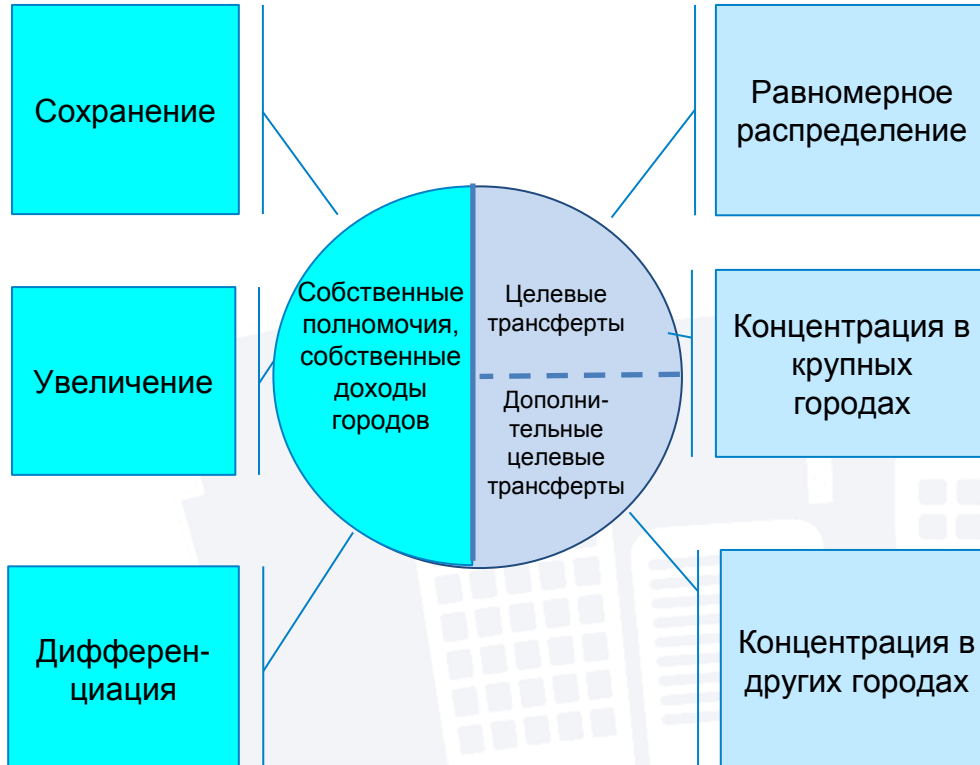 Сохранение
Увеличение
Дифферен-
циация
Собственные
полномочия,
собственные
доходы
городов
Целевые
трансферты
Дополни-
тельные
целевые
трансферты
Равномерное
распределение
Концентрация в
крупных
городах
Концентрация в
других городах